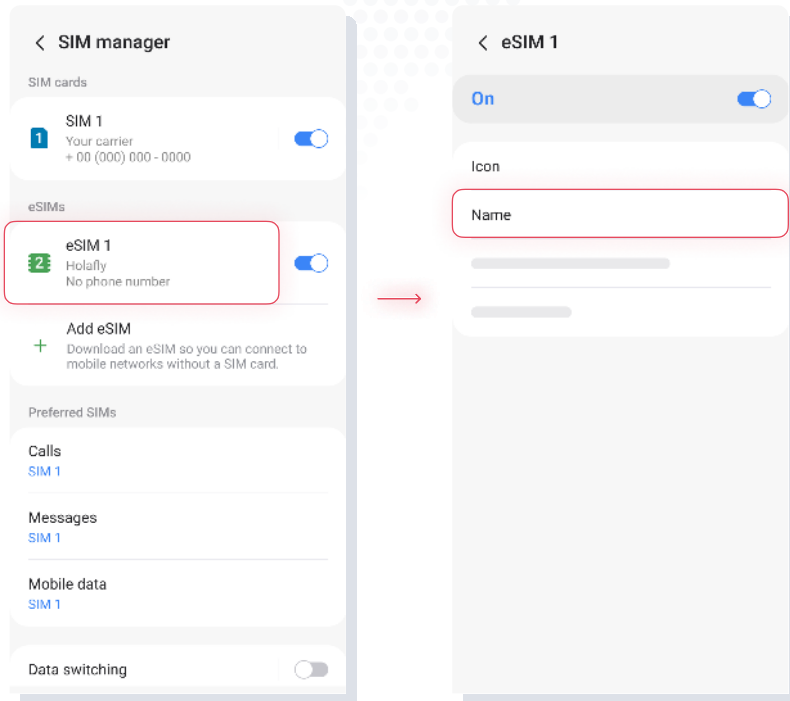 SIM manager
SIM cards
1
SIM 1
Your carrier
+ 00 (000) 000 - 0000
eSIMs
2
eSIM 1
Holafly
No phone number
+
Add eSIM
Download an eSIM so you can connect to
mobile networks without a SIM card.
Preferred SIMs
Calls
SIM 1
Messages
SIM 1
Mobile data
SIM 1
Data switching
eSIM 1
On
Icon
Name